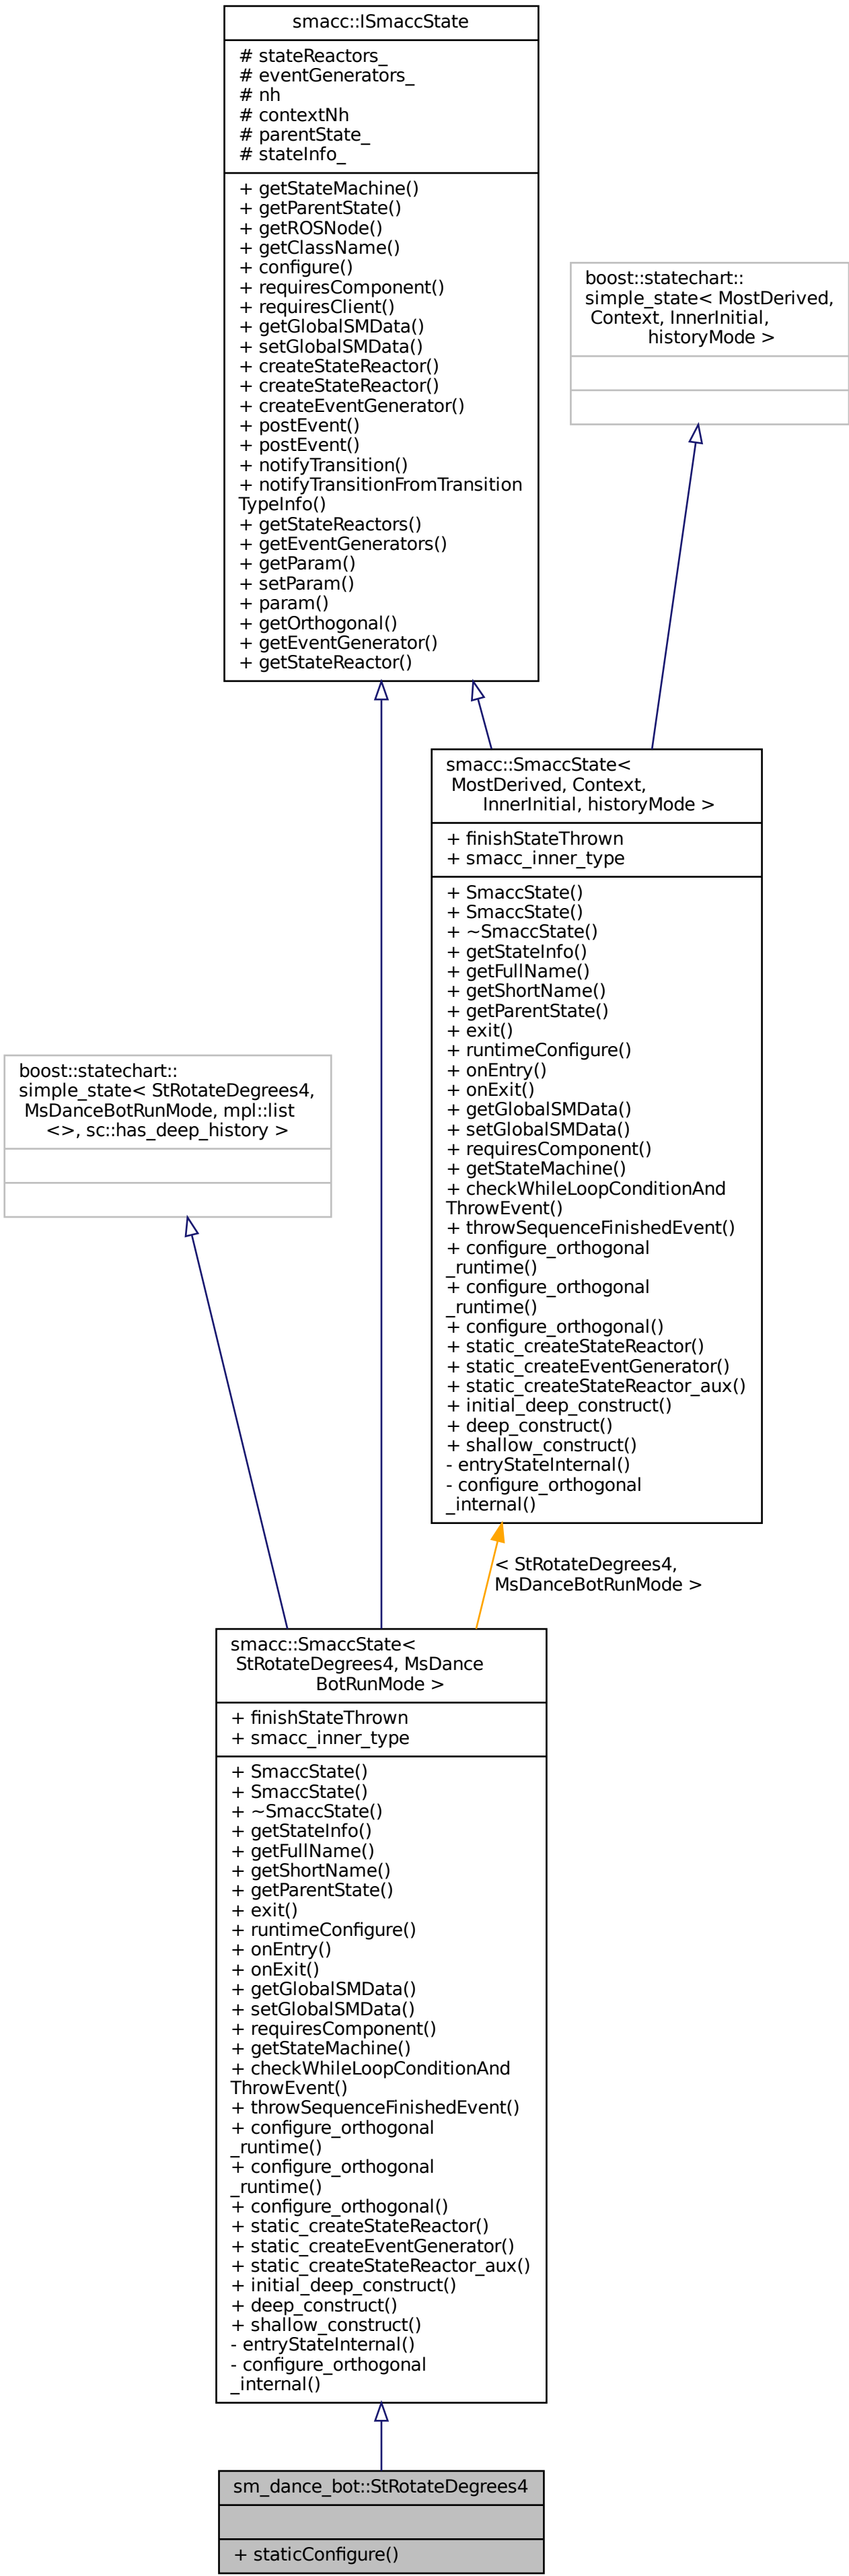 smacc::ISmaccState
# stateReactors_
# eventGenerators_
# nh
# contextNh
# parentState_
# stateInfo_
+ getStateMachine()
+ getParentState()
+ getROSNode()
+ getClassName()
+ configure()
+ requiresComponent()
+ requiresClient()
+ getGlobalSMData()
+ setGlobalSMData()
+ createStateReactor()
+ createStateReactor()
+ createEventGenerator()
+ postEvent()
+ postEvent()
+ notifyTransition()
+ notifyTransitionFromTransition
TypeInfo()
+ getStateReactors()
+ getEventGenerators()
+ getParam()
+ setParam()
+ param()
+ getOrthogonal()
+ getEventGenerator()
+ getStateReactor()
boost::statechart::
simple_state< MostDerived,
Context, InnerInitial,
historyMode >
smacc::SmaccState<
MostDerived, Context,
InnerInitial, historyMode >
+ finishStateThrown
+ smacc_inner_type
+ SmaccState()
+ SmaccState()
+ ~SmaccState()
+ getStateInfo()
+ getFullName()
+ getShortName()
+ getParentState()
+ exit()
+ runtimeConfigure()
+ onEntry()
+ onExit()
+ getGlobalSMData()
+ setGlobalSMData()
+ requiresComponent()
+ getStateMachine()
+ checkWhileLoopConditionAnd
ThrowEvent()
+ throwSequenceFinishedEvent()
+ configure_orthogonal
_runtime()
+ configure_orthogonal
_runtime()
+ configure_orthogonal()
+ static_createStateReactor()
+ static_createEventGenerator()
+ static_createStateReactor_aux()
+ initial_deep_construct()
+ deep_construct()
+ shallow_construct()
- entryStateInternal()
- configure_orthogonal
_internal()
boost::statechart::
simple_state< StRotateDegrees4,
MsDanceBotRunMode, mpl::list
<>, sc::has_deep_history >
< StRotateDegrees4,
MsDanceBotRunMode >
smacc::SmaccState<
StRotateDegrees4, MsDance
BotRunMode >
+ finishStateThrown
+ smacc_inner_type
+ SmaccState()
+ SmaccState()
+ ~SmaccState()
+ getStateInfo()
+ getFullName()
+ getShortName()
+ getParentState()
+ exit()
+ runtimeConfigure()
+ onEntry()
+ onExit()
+ getGlobalSMData()
+ setGlobalSMData()
+ requiresComponent()
+ getStateMachine()
+ checkWhileLoopConditionAnd
ThrowEvent()
+ throwSequenceFinishedEvent()
+ configure_orthogonal
_runtime()
+ configure_orthogonal
_runtime()
+ configure_orthogonal()
+ static_createStateReactor()
+ static_createEventGenerator()
+ static_createStateReactor_aux()
+ initial_deep_construct()
+ deep_construct()
+ shallow_construct()
- entryStateInternal()
- configure_orthogonal
_internal()
sm_dance_bot::StRotateDegrees4
+ staticConfigure()